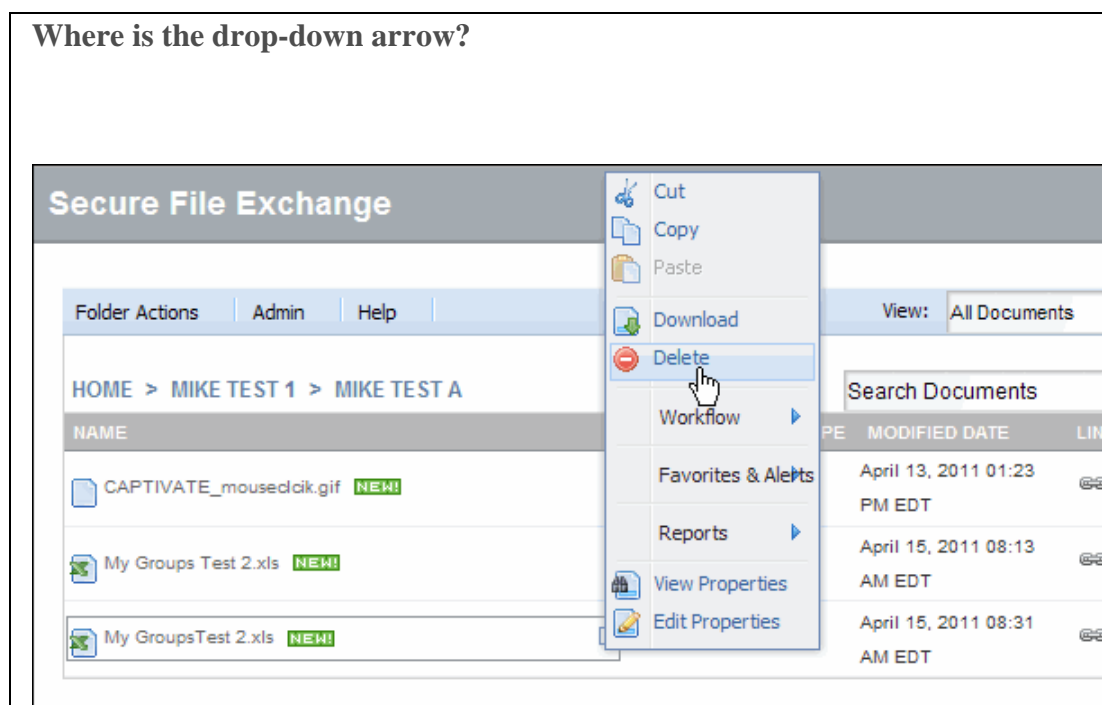 Where is the drop-down arrow?
Secure File Exchange
Cut
Copy
Paste
Download
Delete
Workflow
Favorites & Alerts
Reports
View Properties
Edit Properties
Folder Actions Admin Help View: All Documents
HOME > MIKE TEST 1 > MIKE TEST A Search Documents
NAME PE MODIFIED DATE LIN
CAPTIVATE_mouseclcik.gif NEW! April 13, 2011 01:23
PM EDT
My Groups Test 2.xls NEW! April 15, 2011 08:13
AM EDT
My GroupsTest 2.xls NEW! April 15, 2011 08:31
AM EDT